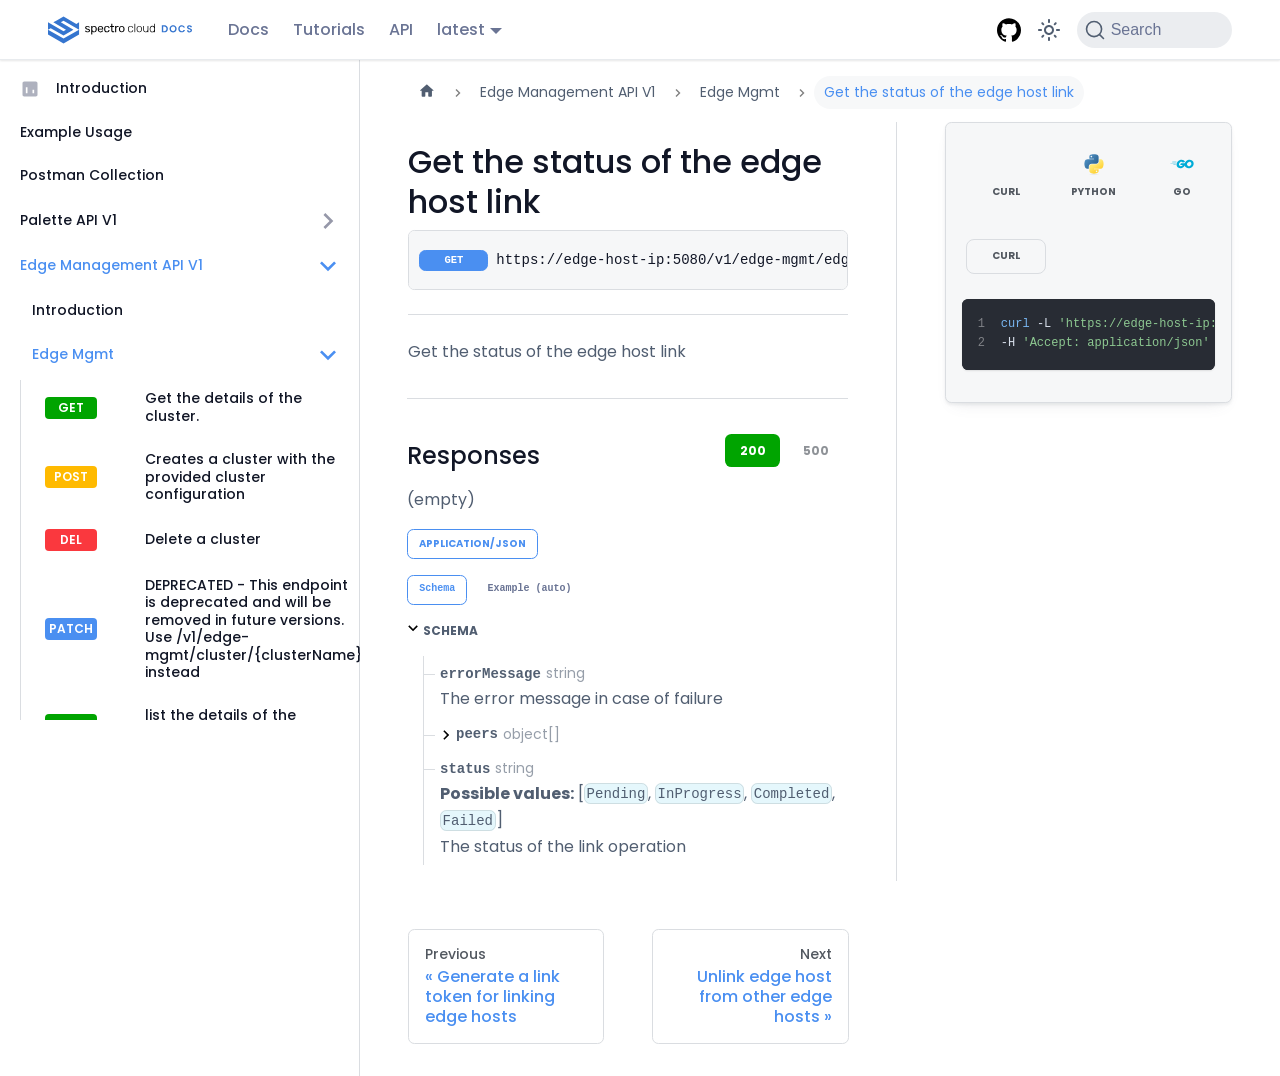 spectro cloud DOCS
Docs Tutorials API latest
Search
Introduction
Example Usage
Postman Collection
Palette API V1
Edge Management API V1
Introduction
Edge Mgmt
GET Get the details of the
cluster.
POST Creates a cluster with the
provided cluster
configuration
DEL Delete a cluster
PATCH DEPRECATED - This endpoint
is deprecated and will be
removed in future versions.
Use /v1/edge-
mgmt/cluster/{clusterName}
instead
list the details of the
Edge Management API V1 Edge Mgmt Get the status of the edge host link
Get the status of the edge
host link
GET https://edge-host-ip:5080/v1/edge-mgmt/edg
Get the status of the edge host link
Responses
200 500
(empty)
APPLICATION/JSON
Schema Example (auto)
SCHEMA
errorMessage string
The error message in case of failure
peers object[]
status string
Possible values: [Pending, InProgress, Completed,
Failed]
The status of the link operation
Previous
« Generate a link
token for linking
edge hosts
Next
Unlink edge host
from other edge
hosts »
CURL PYTHON GO
CURL
1 curl -L 'https://edge-host-ip:
2 -H 'Accept: application/json'